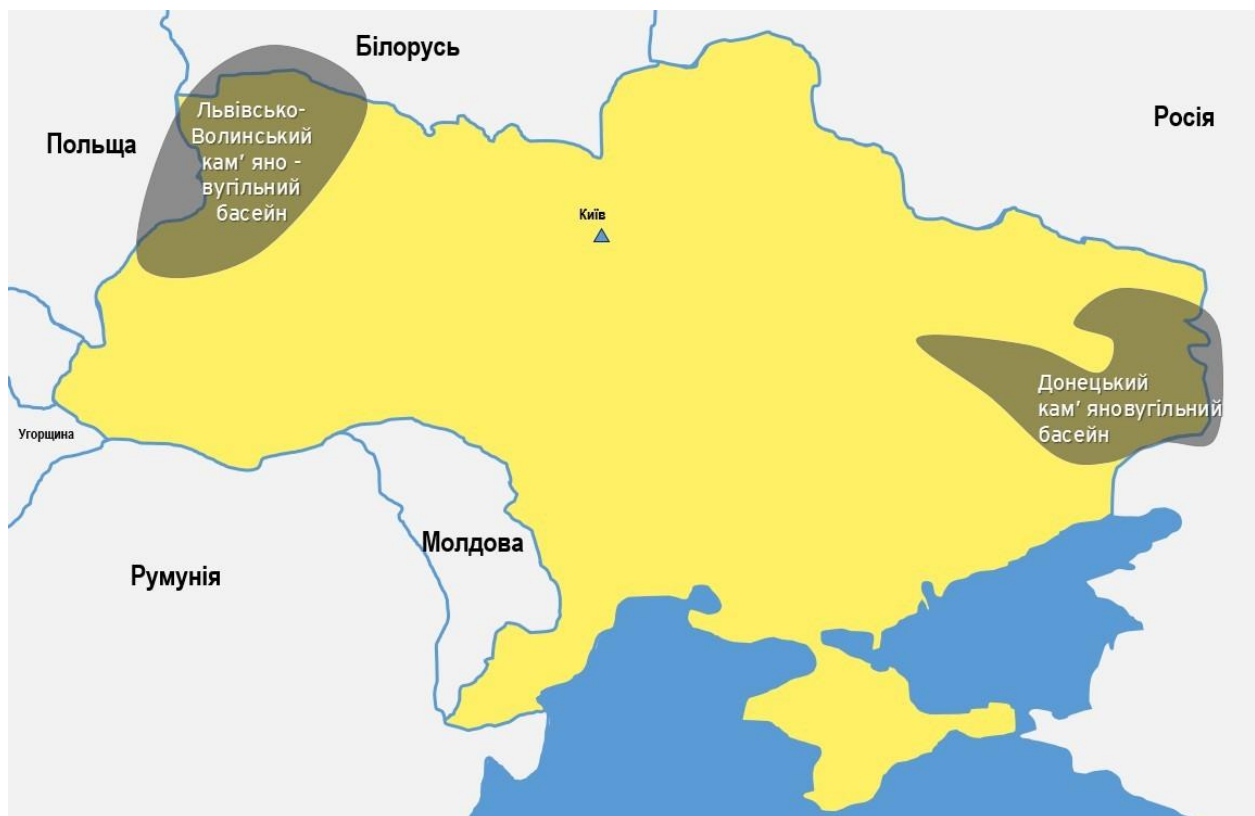 Білорусь
Росія
Польща
Львівсько-
Волинський
кам’ яно -
вугільний
басейн
Київ
Донецький
кам’ яновугільний
басейн
Угорщина
Молдова
Румунія